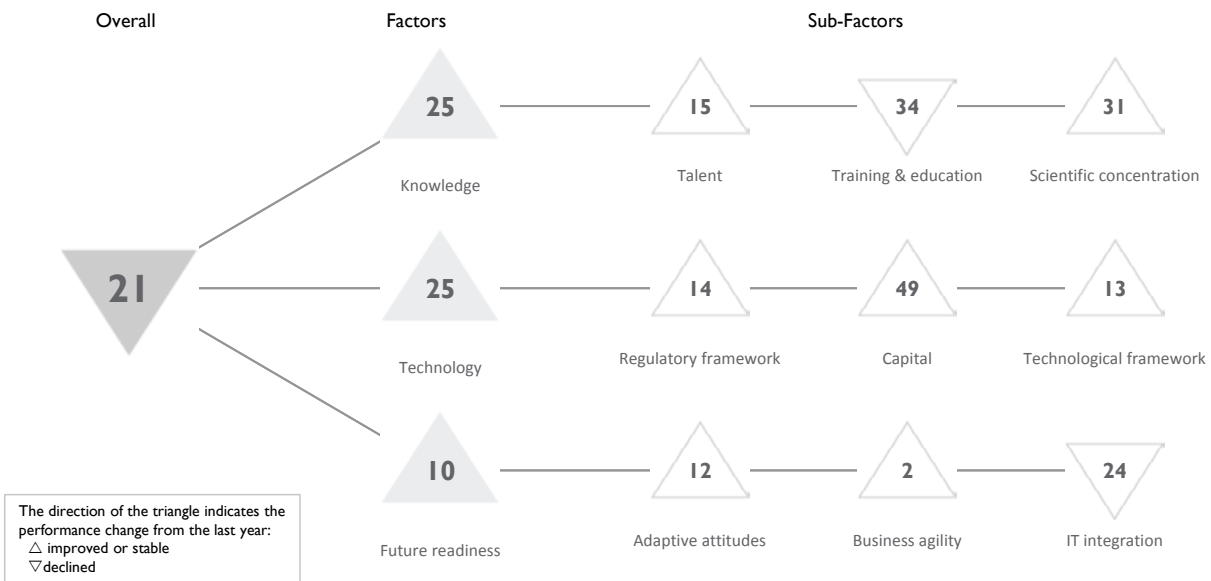 Overall
Factors
Sub-Factors
25
15
34
31
Knowledge
Talent
Training & education
Scientific concentration
21
25
14
49
13
Technology
Regulatory framework
Capital
Technological framework
10
12
2
24
Future readiness
Adaptive attitudes
Business agility
IT integration
The direction of the triangle indicates the
performance change from the last year:
△ improved or stable
▽declined